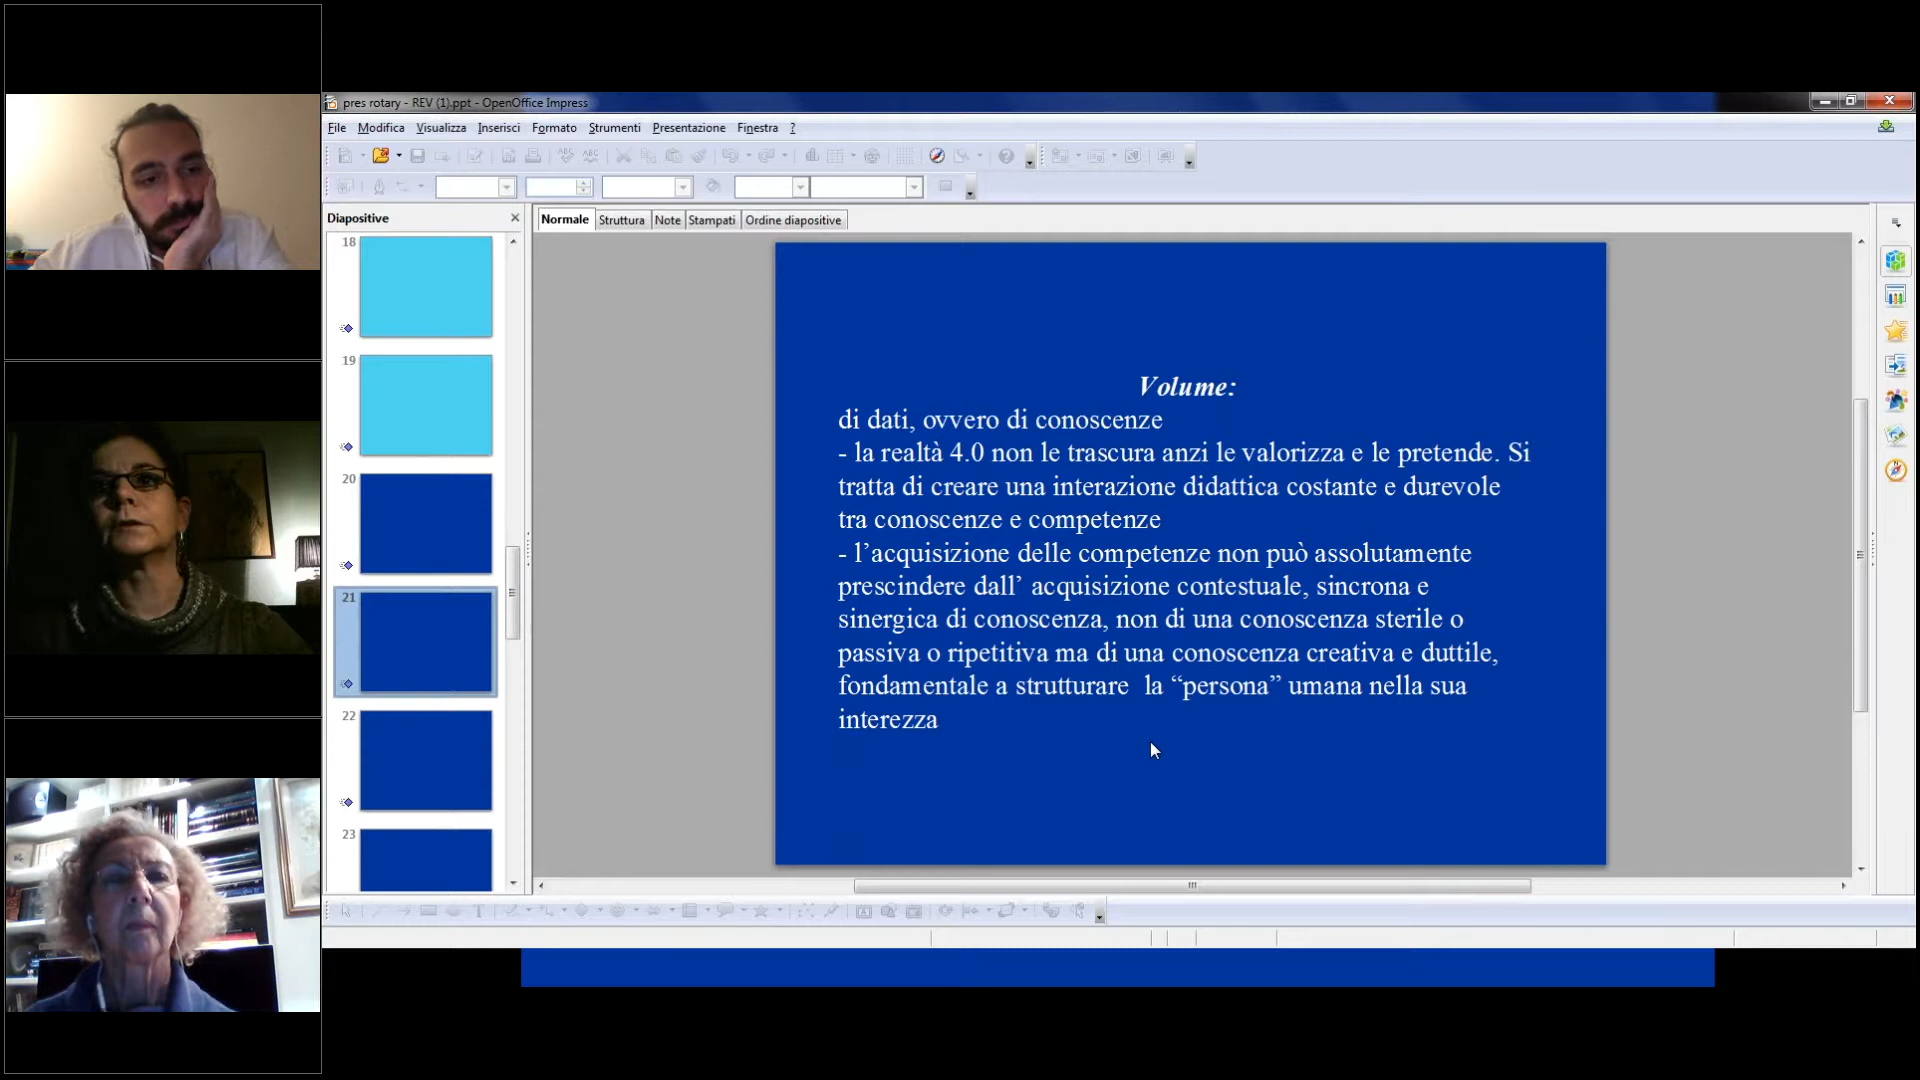 pres rotary - REV (1).ppt - OpenOffice Impress
File Modifica Visualizza Inserisci Formato Strumenti Presentazione Finestra ?
Diapositive
Normale Struttura Note Stampati Ordine diapositive
18
19
20
21
22
23
Volume:
di dati, ovvero di conoscenze
- la realtà 4.0 non le trascura anzi le valorizza e le pretende. Si
tratta di creare una interazione didattica costante e durevole
tra conoscenze e competenze
- l’acquisizione delle competenze non può assolutamente
prescindere dall’ acquisizione contestuale, sincrona e
sinergica di conoscenza, non di una conoscenza sterile o
passiva o ripetitiva ma di una conoscenza creativa e duttile,
fondamentale a strutturare  la “persona” umana nella sua
interezza